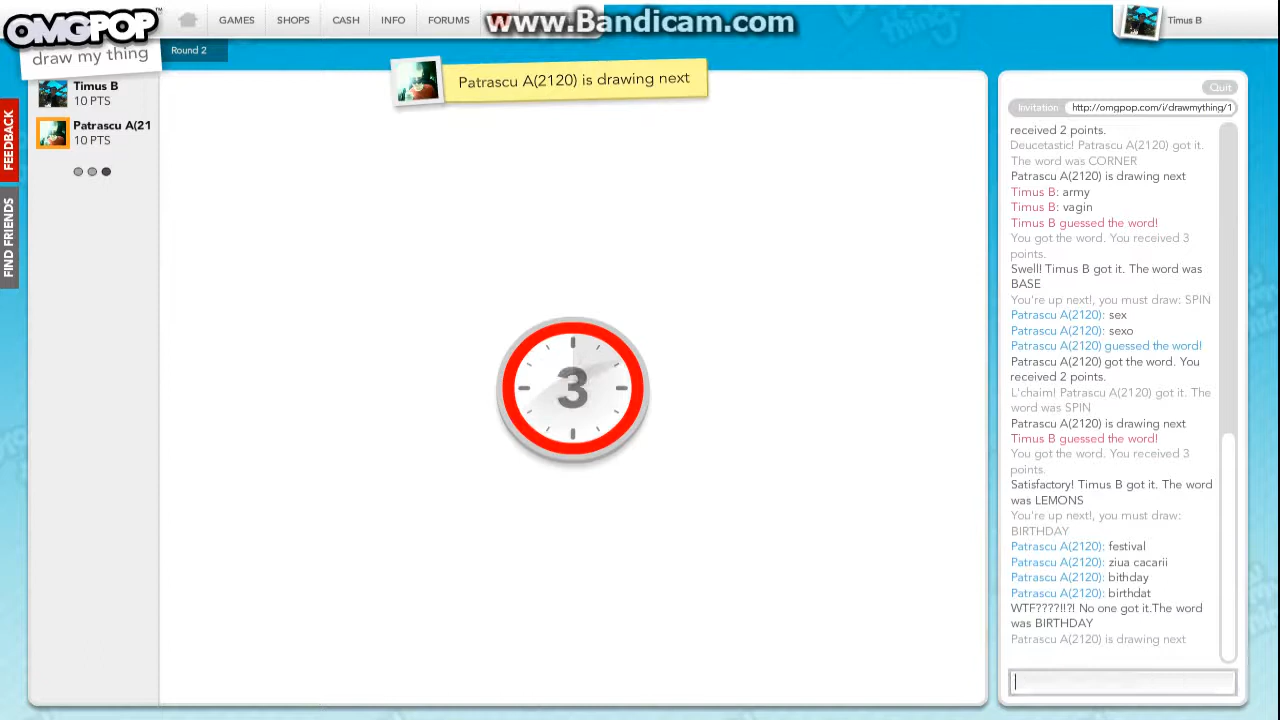 OMGPOP
draw my thing
GAMES
SHOPS
CASH
INFO
FORUMS
www.Bandicam.com
Timus B
Round 2
Patrascu A(2120) is drawing next
Timus B
10 PTS
Patrascu A(21
10 PTS
FEEDBACK
FIND FRIENDS
3
Quit
Invitation
http://omgpop.com/i/drawmything/1
received 2 points.
Deucetastic! Patrascu A(2120) got it.
The word was CORNER
Patrascu A(2120) is drawing next
Timus B: army
Timus B: vagin
Timus B guessed the word!
You got the word. You received 3
points.
Swell! Timus B got it. The word was
BASE
You're up next!, you must draw: SPIN
Patrascu A(2120): sex
Patrascu A(2120): sexo
Patrascu A(2120) guessed the word!
Patrascu A(2120) got the word. You
received 2 points.
L'chaim! Patrascu A(2120) got it. The
word was SPIN
Patrascu A(2120) is drawing next
Timus B guessed the word!
You got the word. You received 3
points.
Satisfactory! Timus B got it. The word
was LEMONS
You're up next!, you must draw:
BIRTHDAY
Patrascu A(2120): festival
Patrascu A(2120): ziua cacarii
Patrascu A(2120): bithday
Patrascu A(2120): birthdat
WTF????!!?! No one got it.The word
was BIRTHDAY
Patrascu A(2120) is drawing next